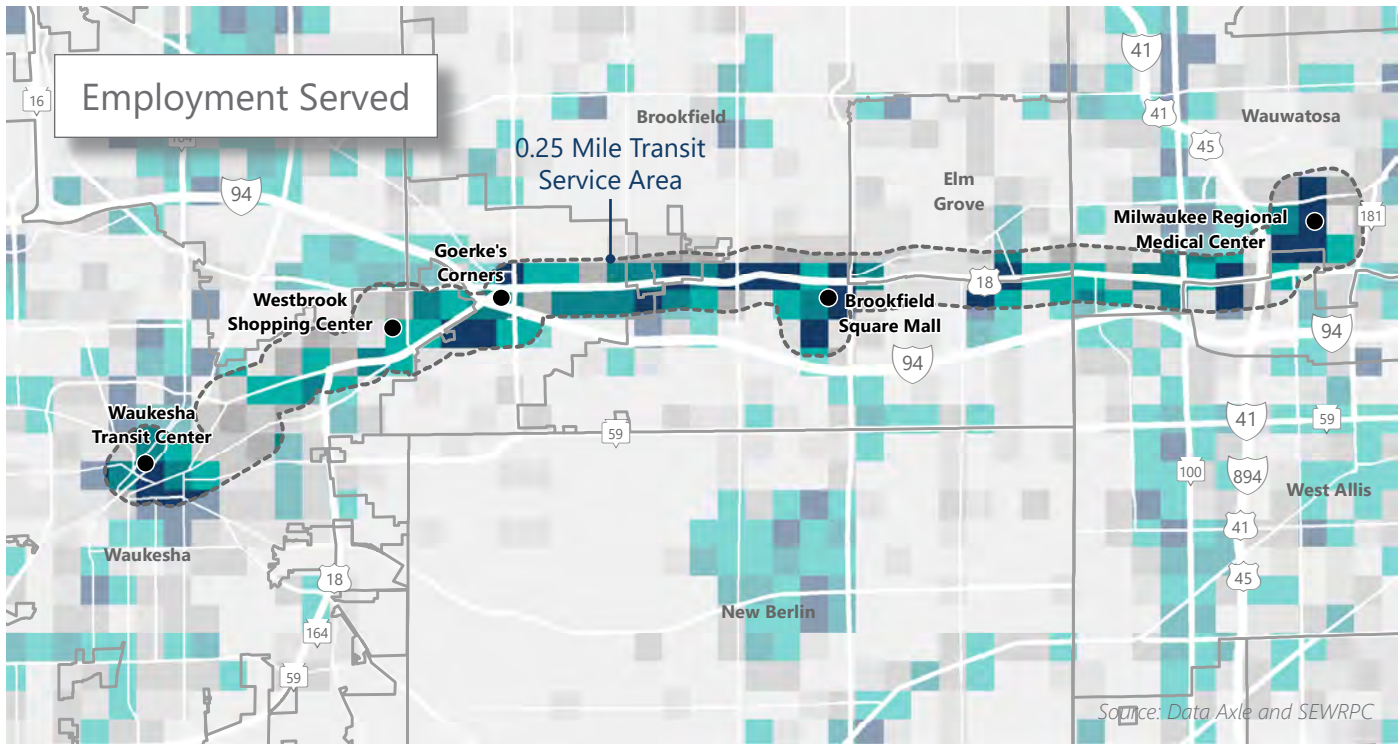 Employment Served
16
164
94
Brookfield
0.25 Mile Transit
Service Area
41
41
45
Wauwatosa
Elm
Grove
Milwaukee Regional
Medical Center
181
Goerke's
Corners
Westbrook
Shopping Center
18
Brookfield
Square Mall
94
94
Waukesha
Transit Center
59
41
59
100
894
West Allis
41
Waukesha
18
45
New Berlin
164
59
Source: Data Axle and SEWRPC